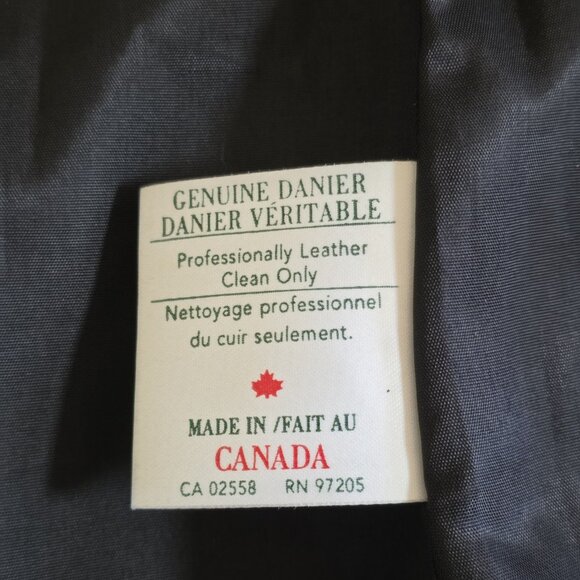 GENUINE DANIER
DANIER VÉRITABLE
Professionally Leather
Clean Only
Nettoyage professionnel
du cuir seulement.
MADE IN /FAIT AU
CANADA
CA 02558 RN 97205